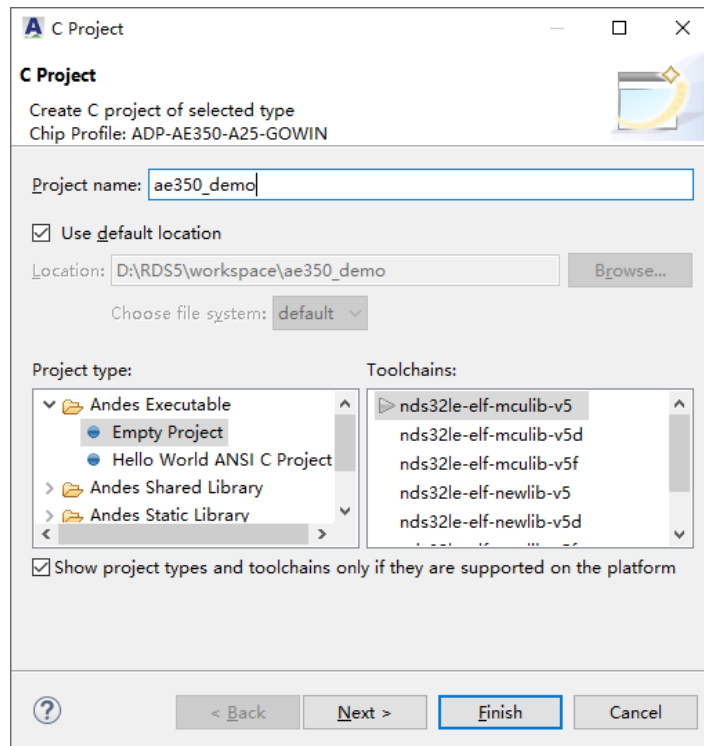 C Project
C Project
Create C project of selected type
Chip Profile: ADP-AE350-A25-GOWIN
Project name: ae350_demo
Use default location
Location: D:\RDS5\workspace\ae350_demo Browse...
Choose file system: default
Project type: Toolchains:
Andes Executable
Empty Project
Hello World ANSI C Project
Andes Shared Library
Andes Static Library
nds32le-elf-mculib-v5
nds32le-elf-mculib-v5d
nds32le-elf-mculib-v5f
nds32le-elf-newlib-v5
nds32le-elf-newlib-v5d
Show project types and toolchains only if they are supported on the platform
< Back Next > Finish Cancel